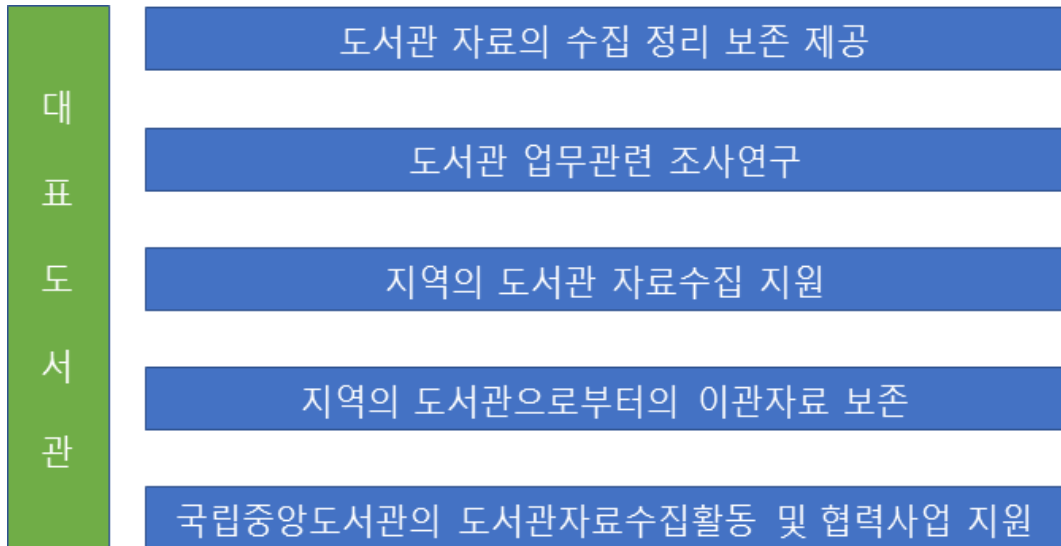 대표도서관
도서관 자료의 수집 정리 보존 제공
도서관 업무관련 조사연구
지역의 도서관 자료수집 지원
지역의 도서관으로부터의 이관자료 보존
국립중앙도서관의 도서관자료수집활동 및 협력사업 지원